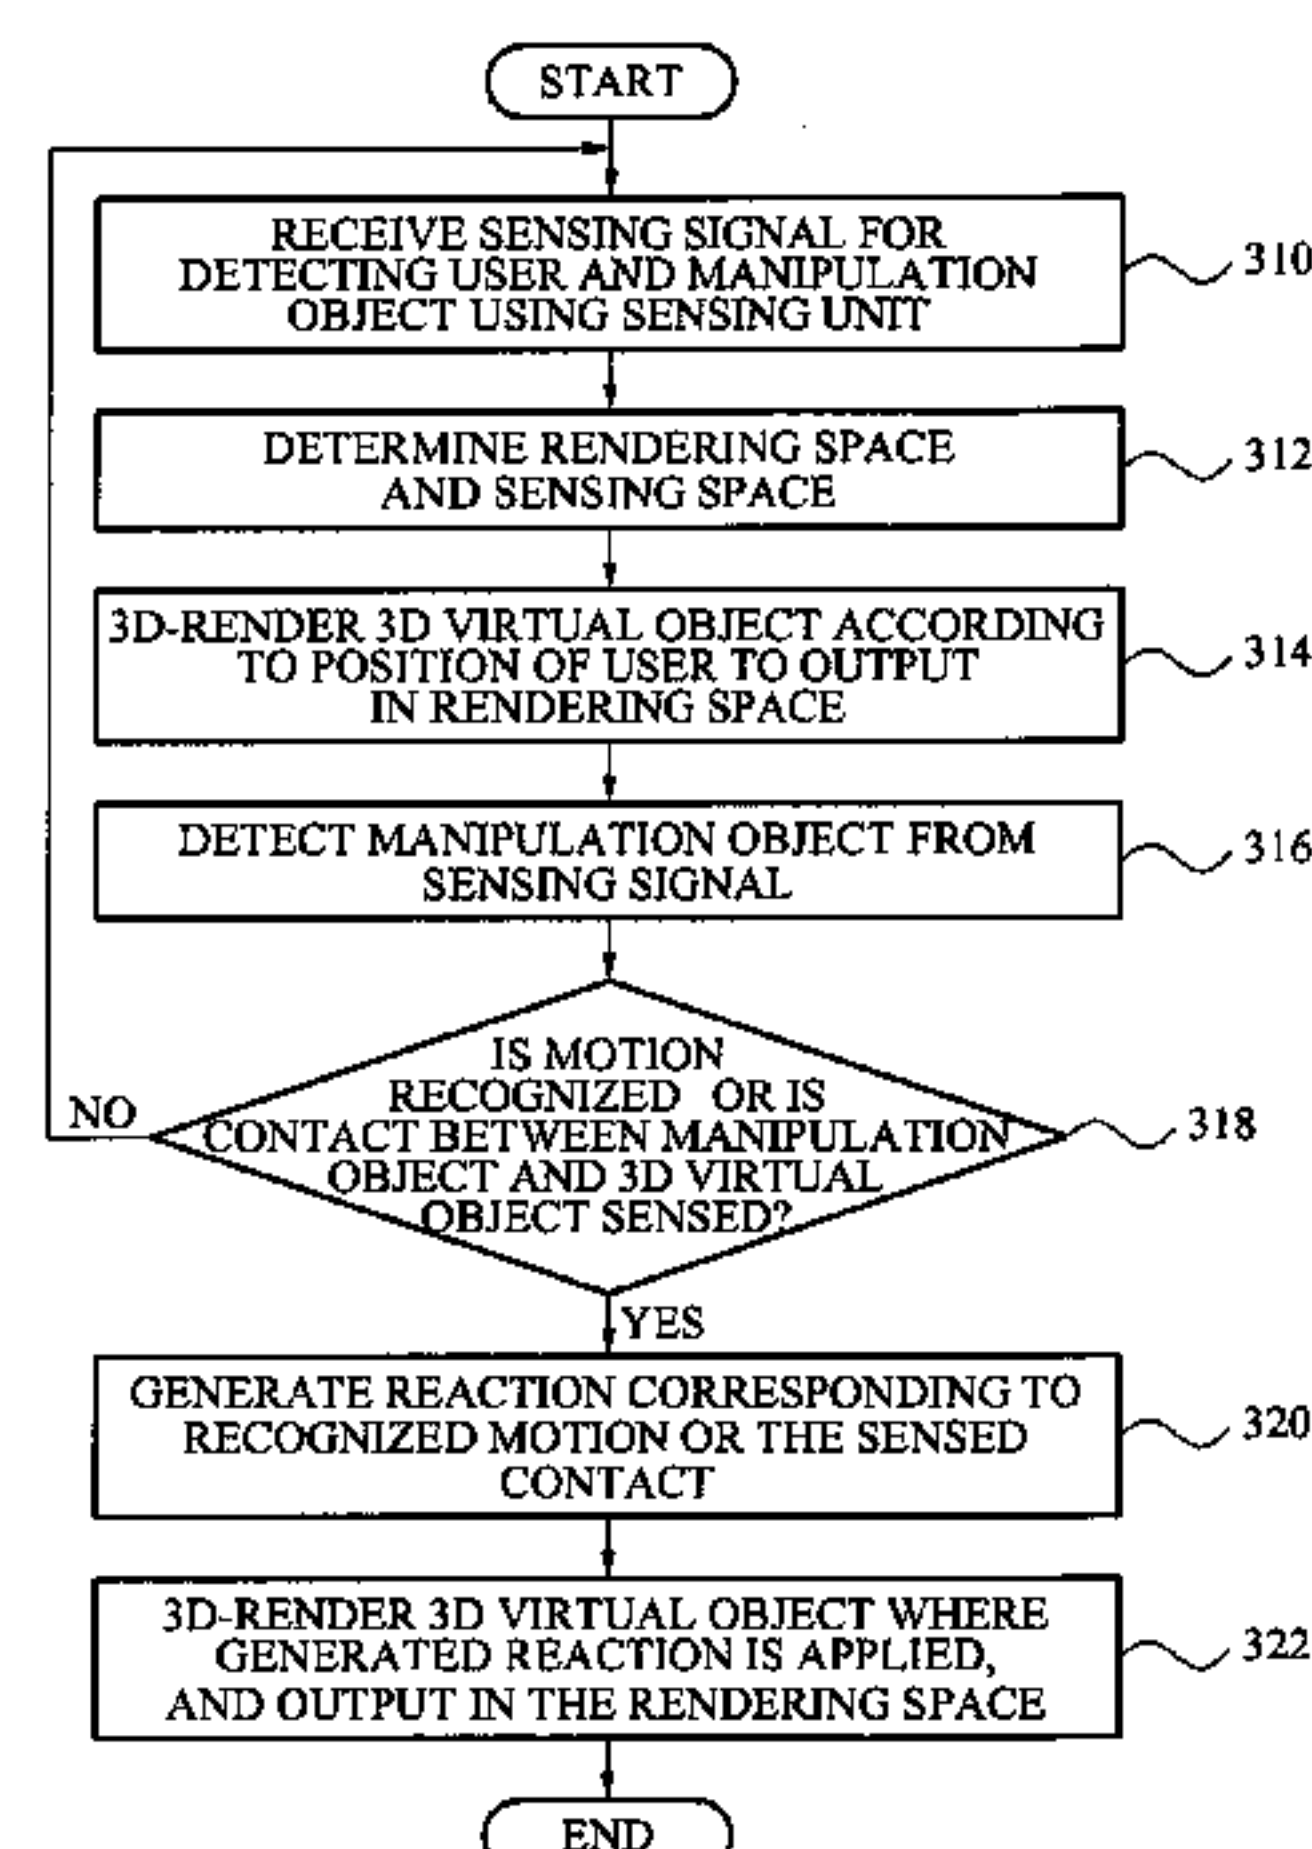 START
RECEIVE SENSING SIGNAL FOR
DETECTING USER AND MANIPULATION
OBJECT USING SENSING UNIT
310
DETERMINE RENDERING SPACE
AND SENSING SPACE
312
3D-RENDER 3D VIRTUAL OBJECT ACCORDING
TO POSITION OF USER TO OUTPUT
IN RENDERING SPACE
314
DETECT MANIPULATION OBJECT FROM
SENSING SIGNAL
316
IS MOTION
RECOGNIZED OR IS
CONTACT BETWEEN MANIPULATION
OBJECT AND 3D VIRTUAL
OBJECT SENSED?
318
NO
YES
GENERATE REACTION CORRESPONDING TO
RECOGNIZED MOTION OR THE SENSED
CONTACT
320
3D-RENDER 3D VIRTUAL OBJECT WHERE
GENERATED REACTION IS APPLIED,
AND OUTPUT IN THE RENDERING SPACE
322
END